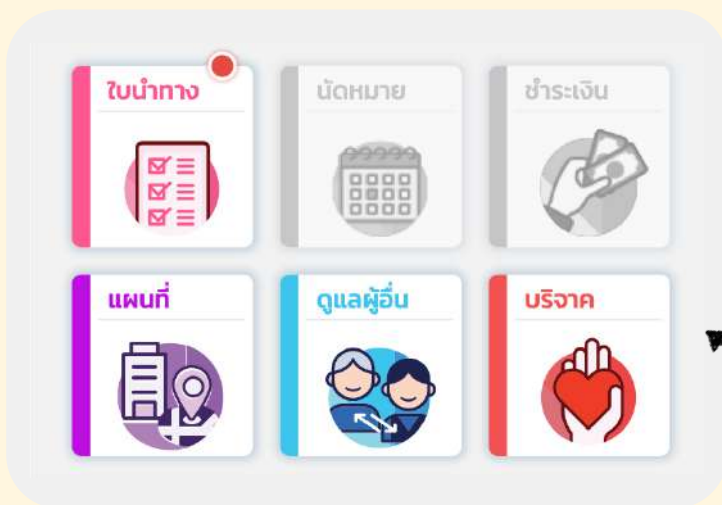 ใบนำทาง
นัดหมาย
ชำระเงิน
แผนที่
ดูแลผู้อื่น
บริจาค